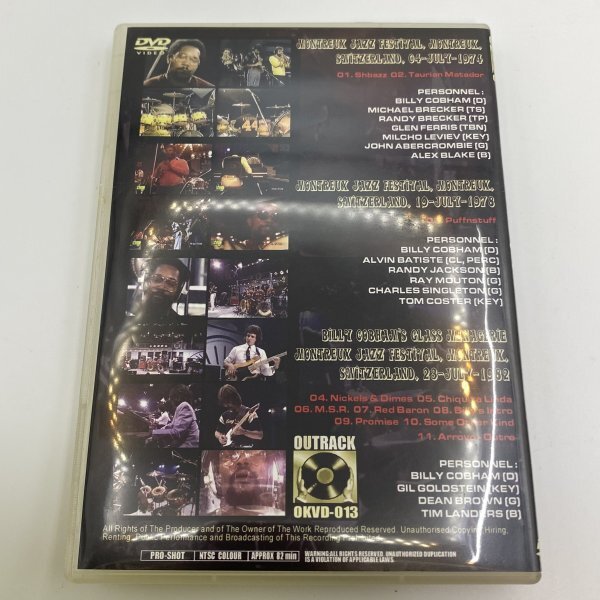 DVD
VIDEO
MONTREUX JAZZ FESTIVAL, MONTREUX,
SWITZERLAND, 04-JULY-1974
01. Shbaaz 02. Taurian Matador
PERSONNEL :
BILLY COBHAM (D)
MICHAEL BRECKER (TS)
RANDY BRECKER (TP)
GLEN FERRIS (TBN)
MILCHO LEVIEV (KEY)
JOHN ABERCROMBIE (G)
ALEX BLAKE (B)
MONTREUX JAZZ FESTIVAL, MONTREUX,
SWITZERLAND, 19-JULY-1978
Puffnstuff
PERSONNEL :
BILLY COBHAM (D)
ALVIN BATISTE (CL, PERC)
RANDY JACKSON (B)
RAY MOUTON (G)
CHARLES SINGLETON (G)
TOM COSTER (KEY)
BILLY COBHAM'S GLASS MENAGERIE
MONTREUX JAZZ FESTIVAL, MONTREUX,
SWITZERLAND, 23-JULY-1982
04. Nickels & Dimes 05. Chiquita Linda
06. M.S.R. 07. Red Baron 08. Billy's Intro
09. Promise 10. Some Other Kind
11. Arroyo - Outro
PERSONNEL :
BILLY COBHAM (D)
GIL GOLDSTEIN (KEY)
DEAN BROWN (G)
TIM LANDERS (B)
OUTRACK
OKVD-013
All Rights of The Producer and of The Owner of The Work Reproduced Reserved. Unauthorised Copying, Hiring,
Renting, Public Performance and Broadcasting of This Recording Prohibited.
PRO-SHOT NTSC COLOUR APPROX 82 min WARNING:ALL RIGHTS RESERVED. UNAUTHORIZED DUPLICATION
IS A VIOLATION OF APPLICABLE LAWS.